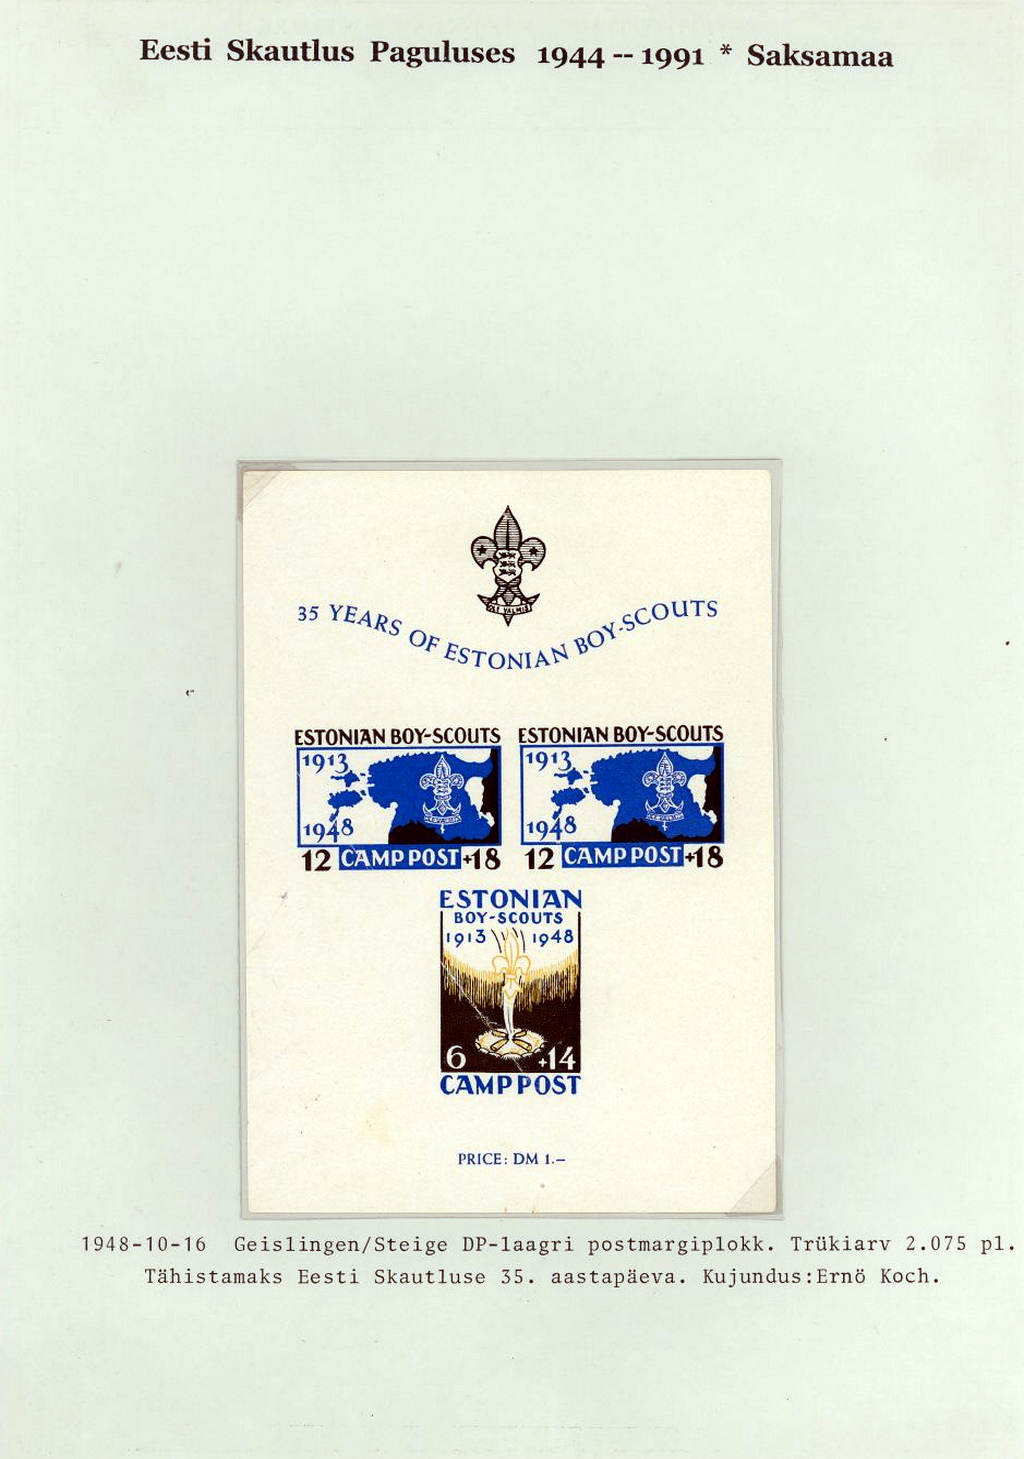 Eesti Skautlus Paguluses 1944 -- 1991 * Saksamaa
OLE VALMIS
35 YEARS OF ESTONIAN BOY-SCOUTS
ESTONIAN BOY-SCOUTS
1913
1948
12 CAMP POST +18
ESTONIAN BOY-SCOUTS
1913
1948
12 CAMP POST +18
ESTONIAN
BOY-SCOUTS
1913 1948
6 +14
CAMP POST
PRICE: DM 1.–
1948-10-16 Geislingen/Steige DP-laagri postmargiplokk. Trükiarv 2.075 pl.
Tähistamaks Eesti Skautluse 35. aastapäeva. Kujundus:Ernö Koch.